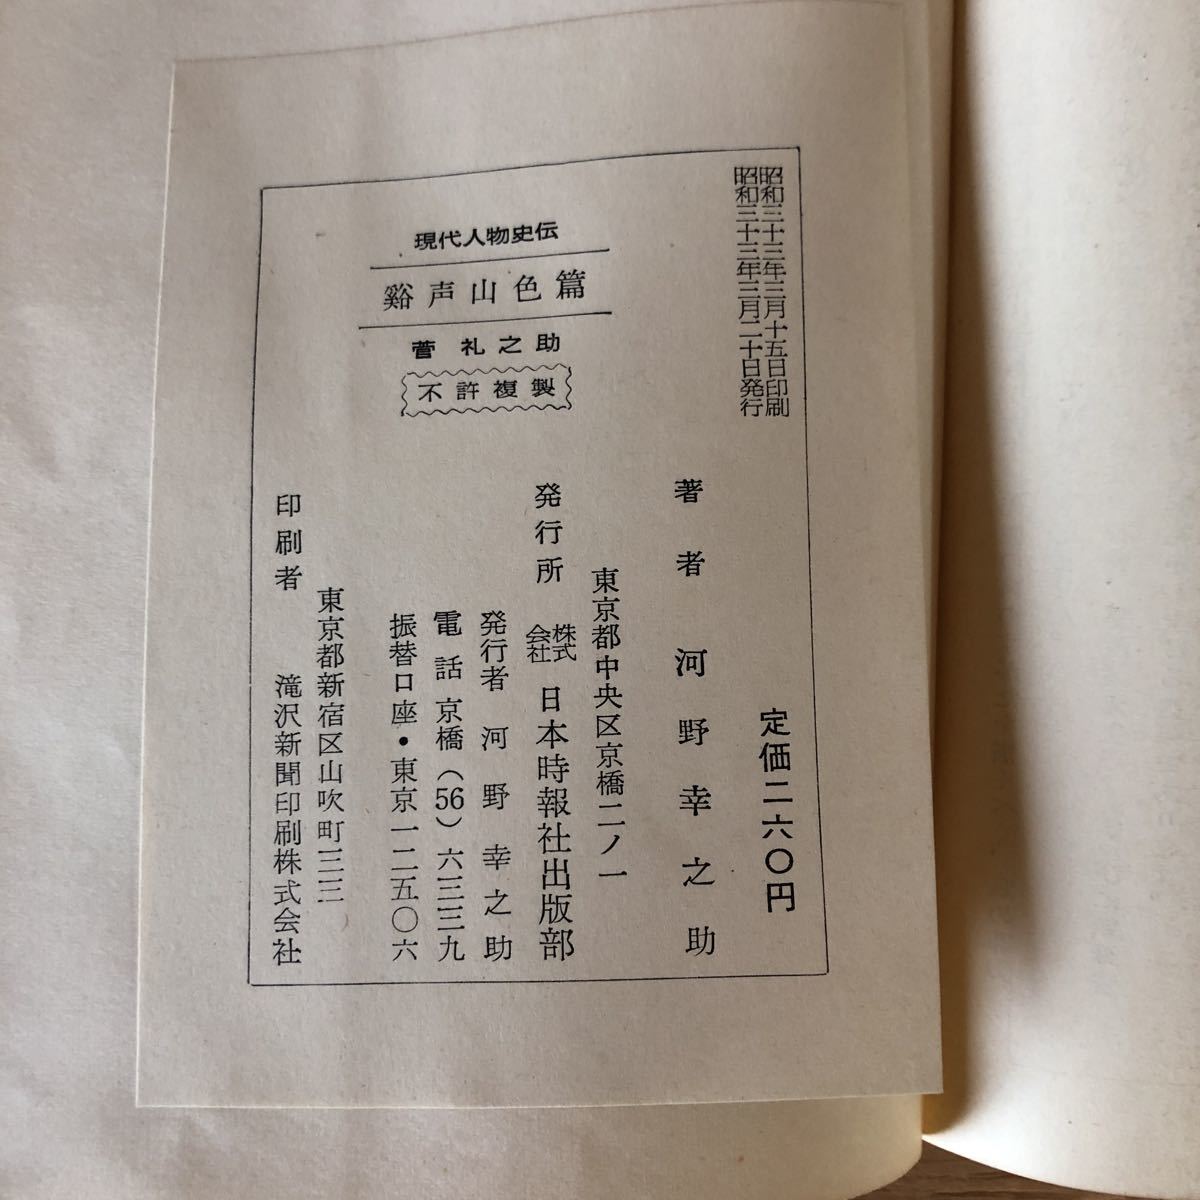 昭和三十三年三月十五日印刷
昭和三十三年三月二十日発行
現代人物史伝
谿声山色篇
菅礼之助
不許複製
定価二六〇円
著者 河野幸之助
東京都中央区京橋二ノ一
発行所 株式会社 日本時報社出版部
発行者 河野幸之助
電話京橋(56)六三三九
振替口座・東京一二五〇六
東京都新宿区山吹町三三
印刷者 滝沢新聞印刷株式会社